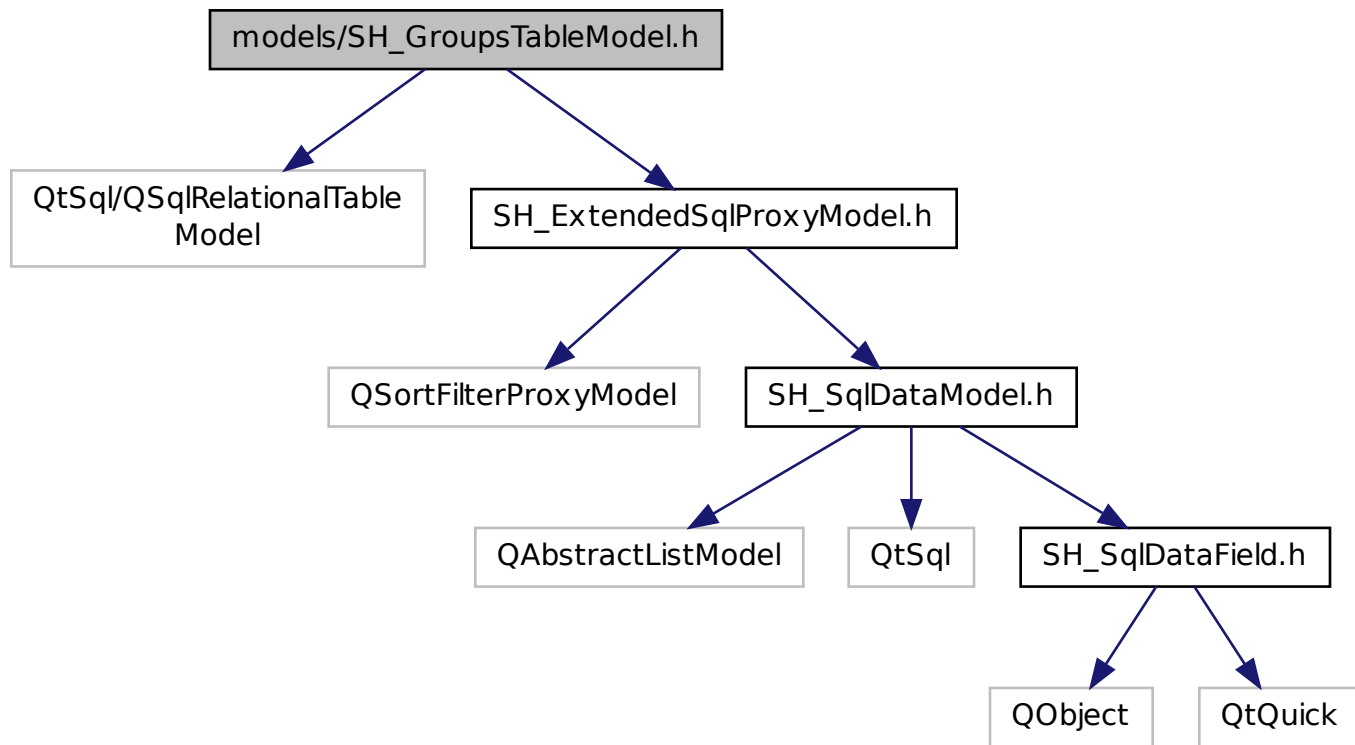 models/SH_GroupsTableModel.h
QtSql/QSqlRelationalTable
Model
SH_ExtendedSqlProxyModel.h
QSortFilterProxyModel
SH_SqlDataModel.h
QAbstractListModel
QtSql
SH_SqlDataField.h
QObject
QtQuick